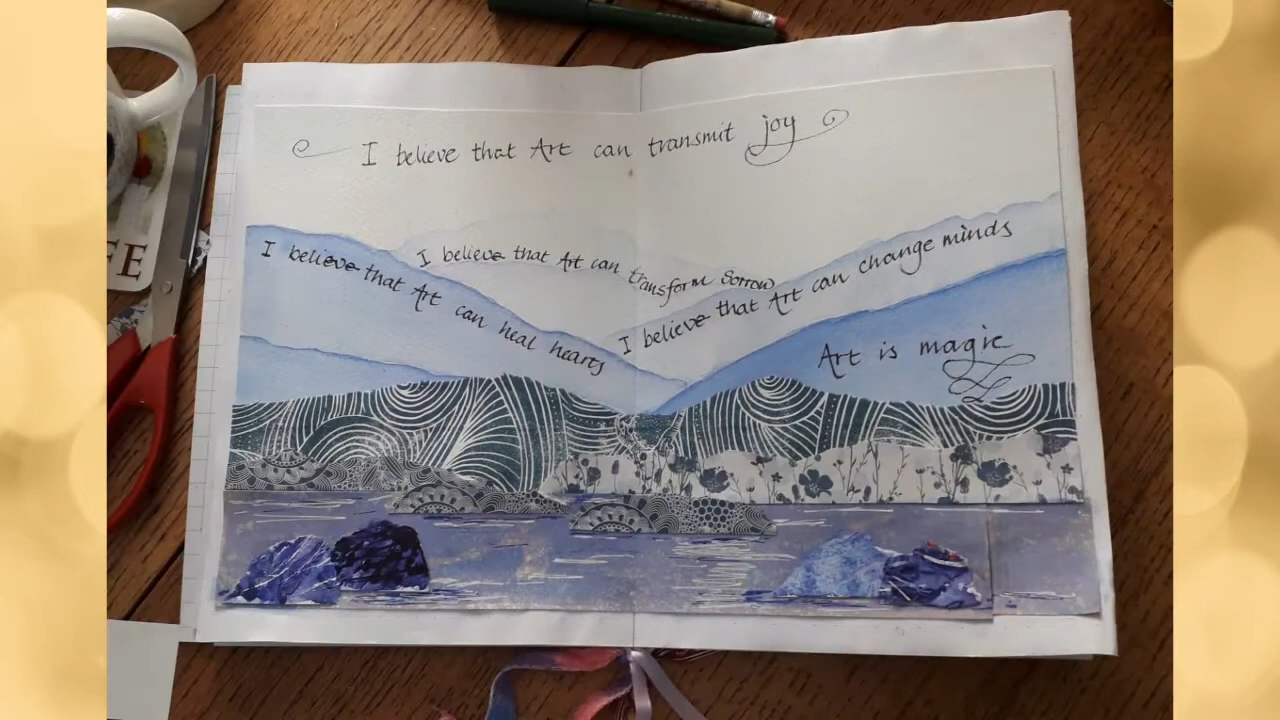 I believe that Art can transmit joy
I believe that Art can transform sorrow
I believe that Art can heal hearts
I believe that Art can change minds
Art is magic
FE